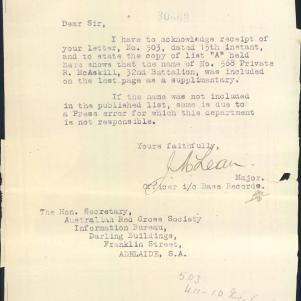 Dear Sir,
I have to acknowledge receipt of
your letter, No. 503, dated 15th instant,
and to state the copy of list "A" held
here shows that the name of No. 568 Private
R. McAskill, 32nd Battalion, was included
on the last page as a supplimentary.
If the name was not included
in the published list, same is due to
a Press error for which this department
is not responsible.
Yours faithfully,
J. McLean.
Major.
Officer i/c Base Records.
The Hon. Secretary,
Australian Red Cross Society
Information Bureau,
Darling Buildings,
Franklin Street,
ADELAIDE, S.A.
503